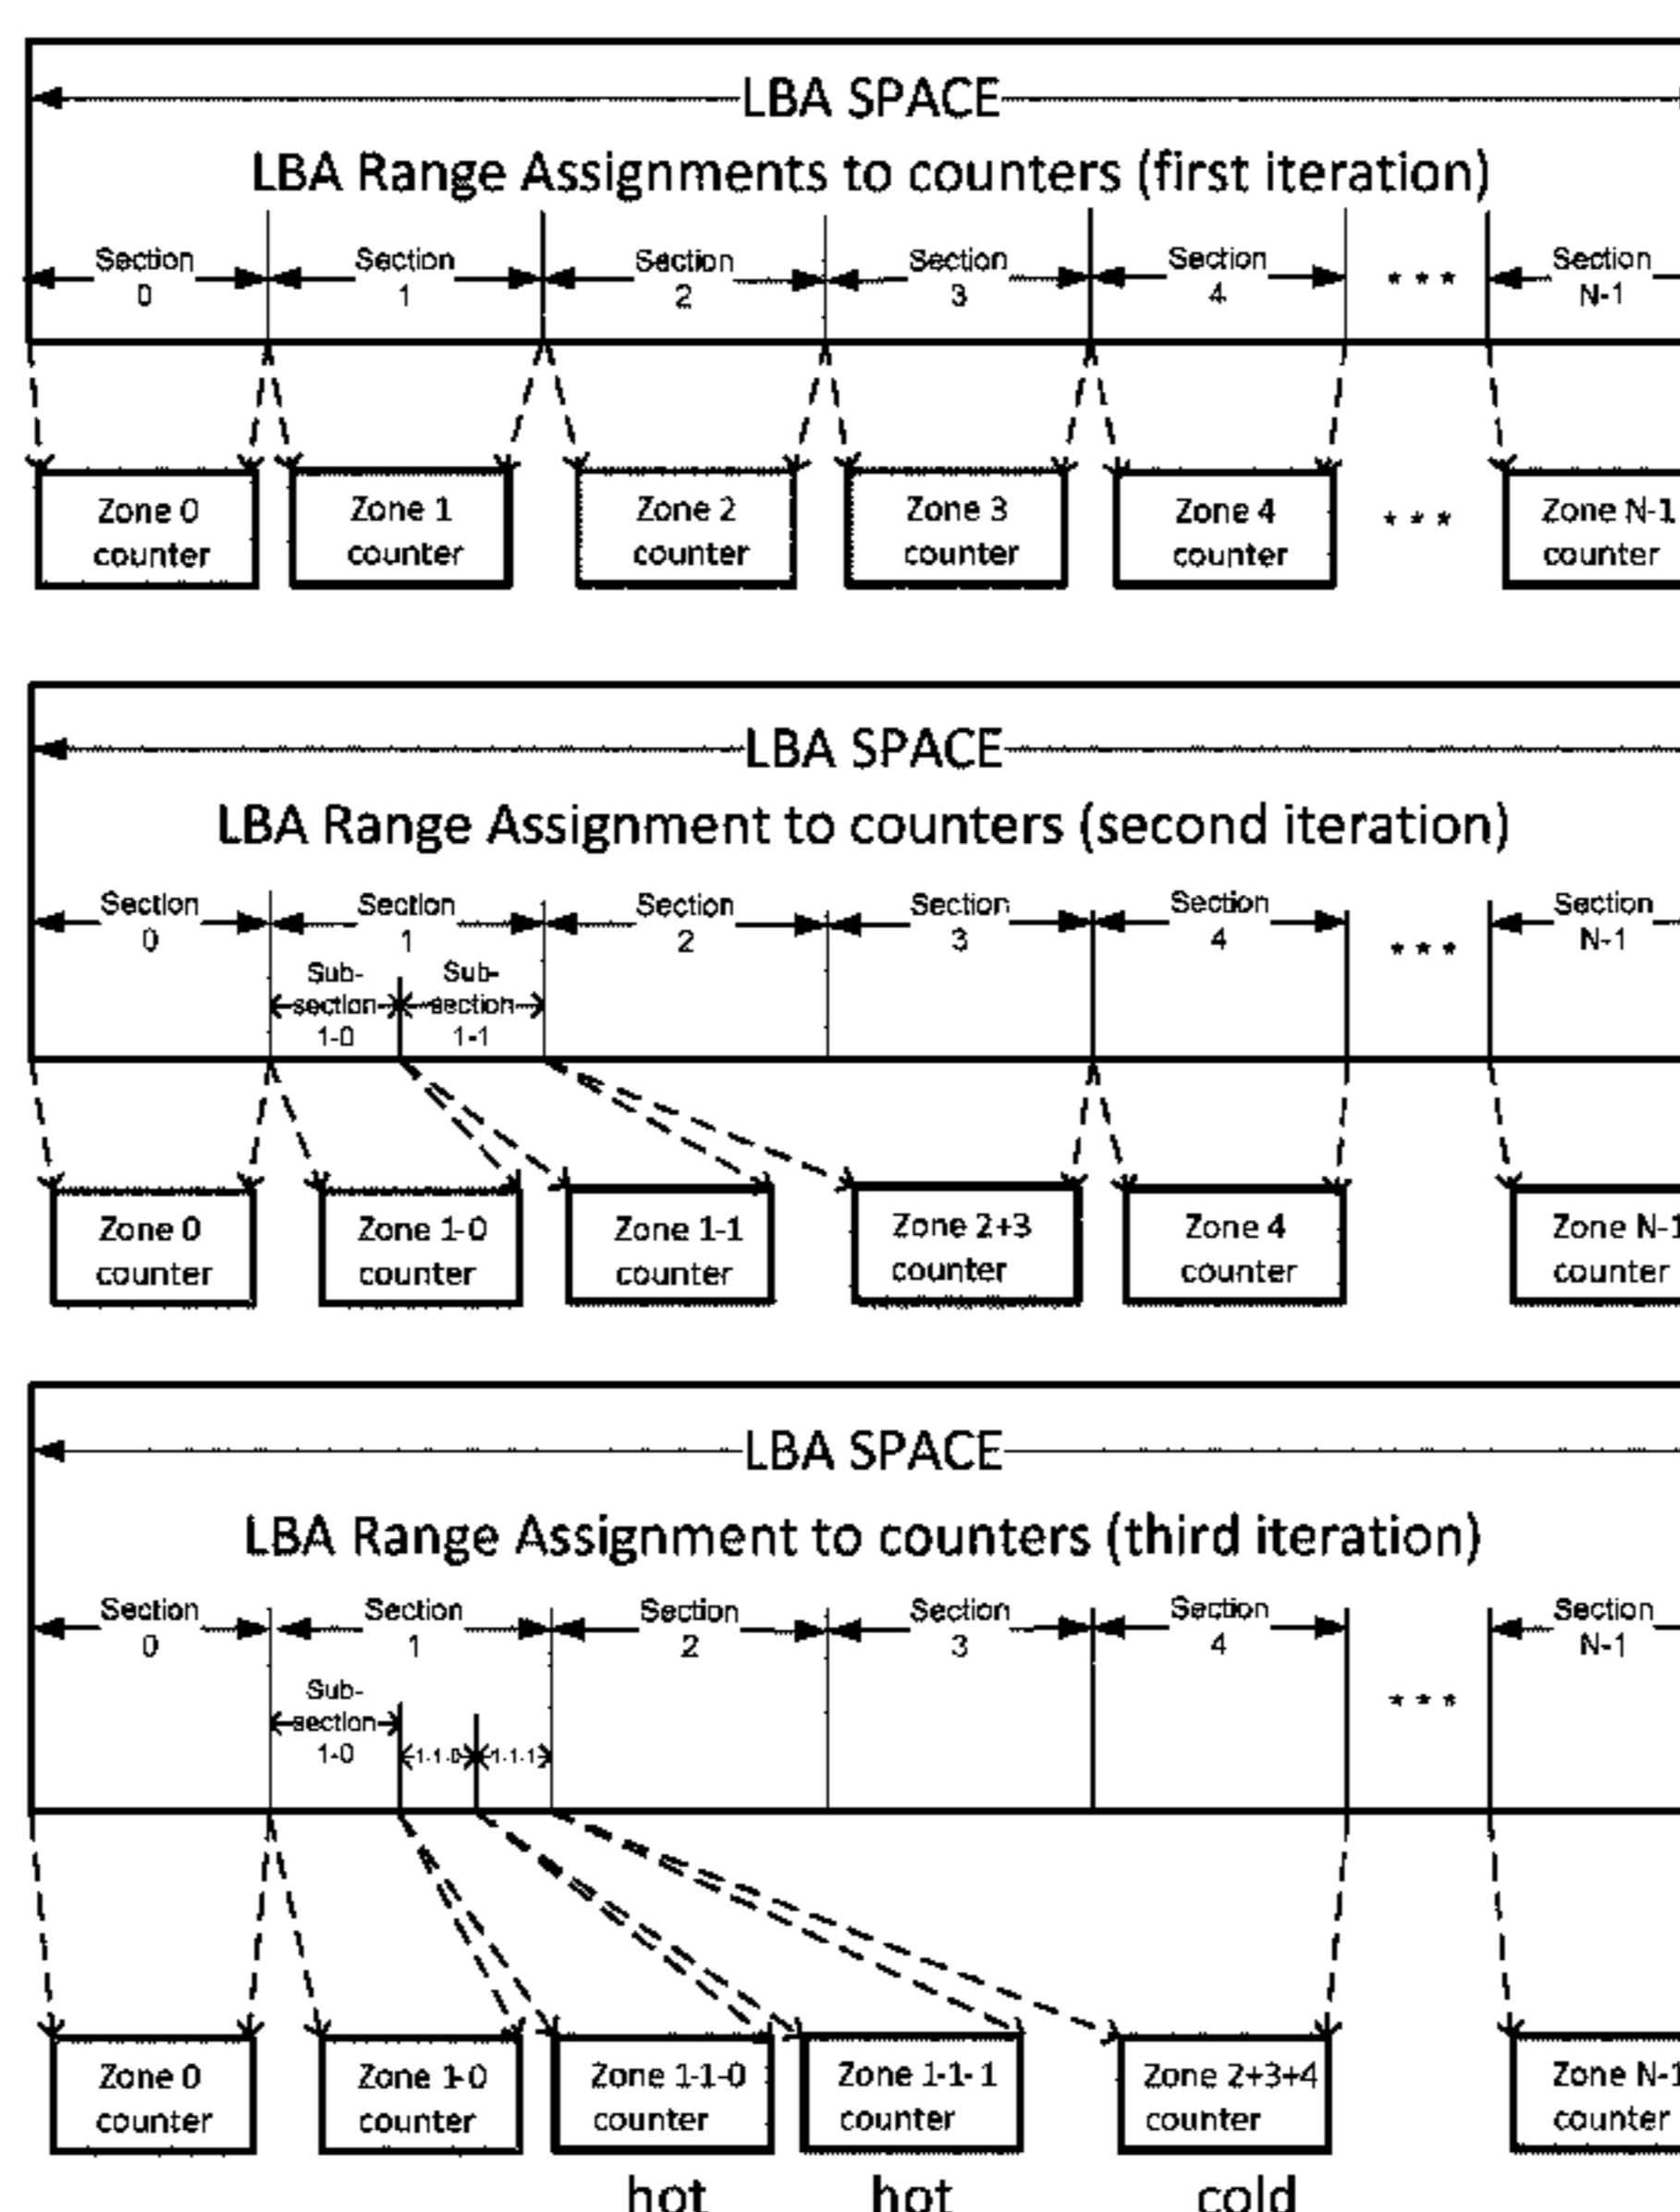 LBA SPACE
LBA Range Assignments to counters (first iteration)
Section 0
Section 1
Section 2
Section 3
Section 4
* * *
Section N-1
Zone 0 counter
Zone 1 counter
Zone 2 counter
Zone 3 counter
Zone 4 counter
* * *
Zone N-1 counter
LBA SPACE
LBA Range Assignment to counters (second iteration)
Section 0
Section 1
Section 2
Section 3
Section 4
* * *
Section N-1
Sub-section 1-0
Sub-section 1-1
Zone 0 counter
Zone 1-0 counter
Zone 1-1 counter
Zone 2+3 counter
Zone 4 counter
Zone N-1 counter
LBA SPACE
LBA Range Assignment to counters (third iteration)
Section 0
Section 1
Section 2
Section 3
Section 4
* * *
Section N-1
Sub-section 1-0
1-1-0
1-1-1
Zone 0 counter
Zone 1-0 counter
Zone 1-1-0 counter
Zone 1-1-1 counter
Zone 2+3+4 counter
Zone N-1 counter
hot
hot
cold